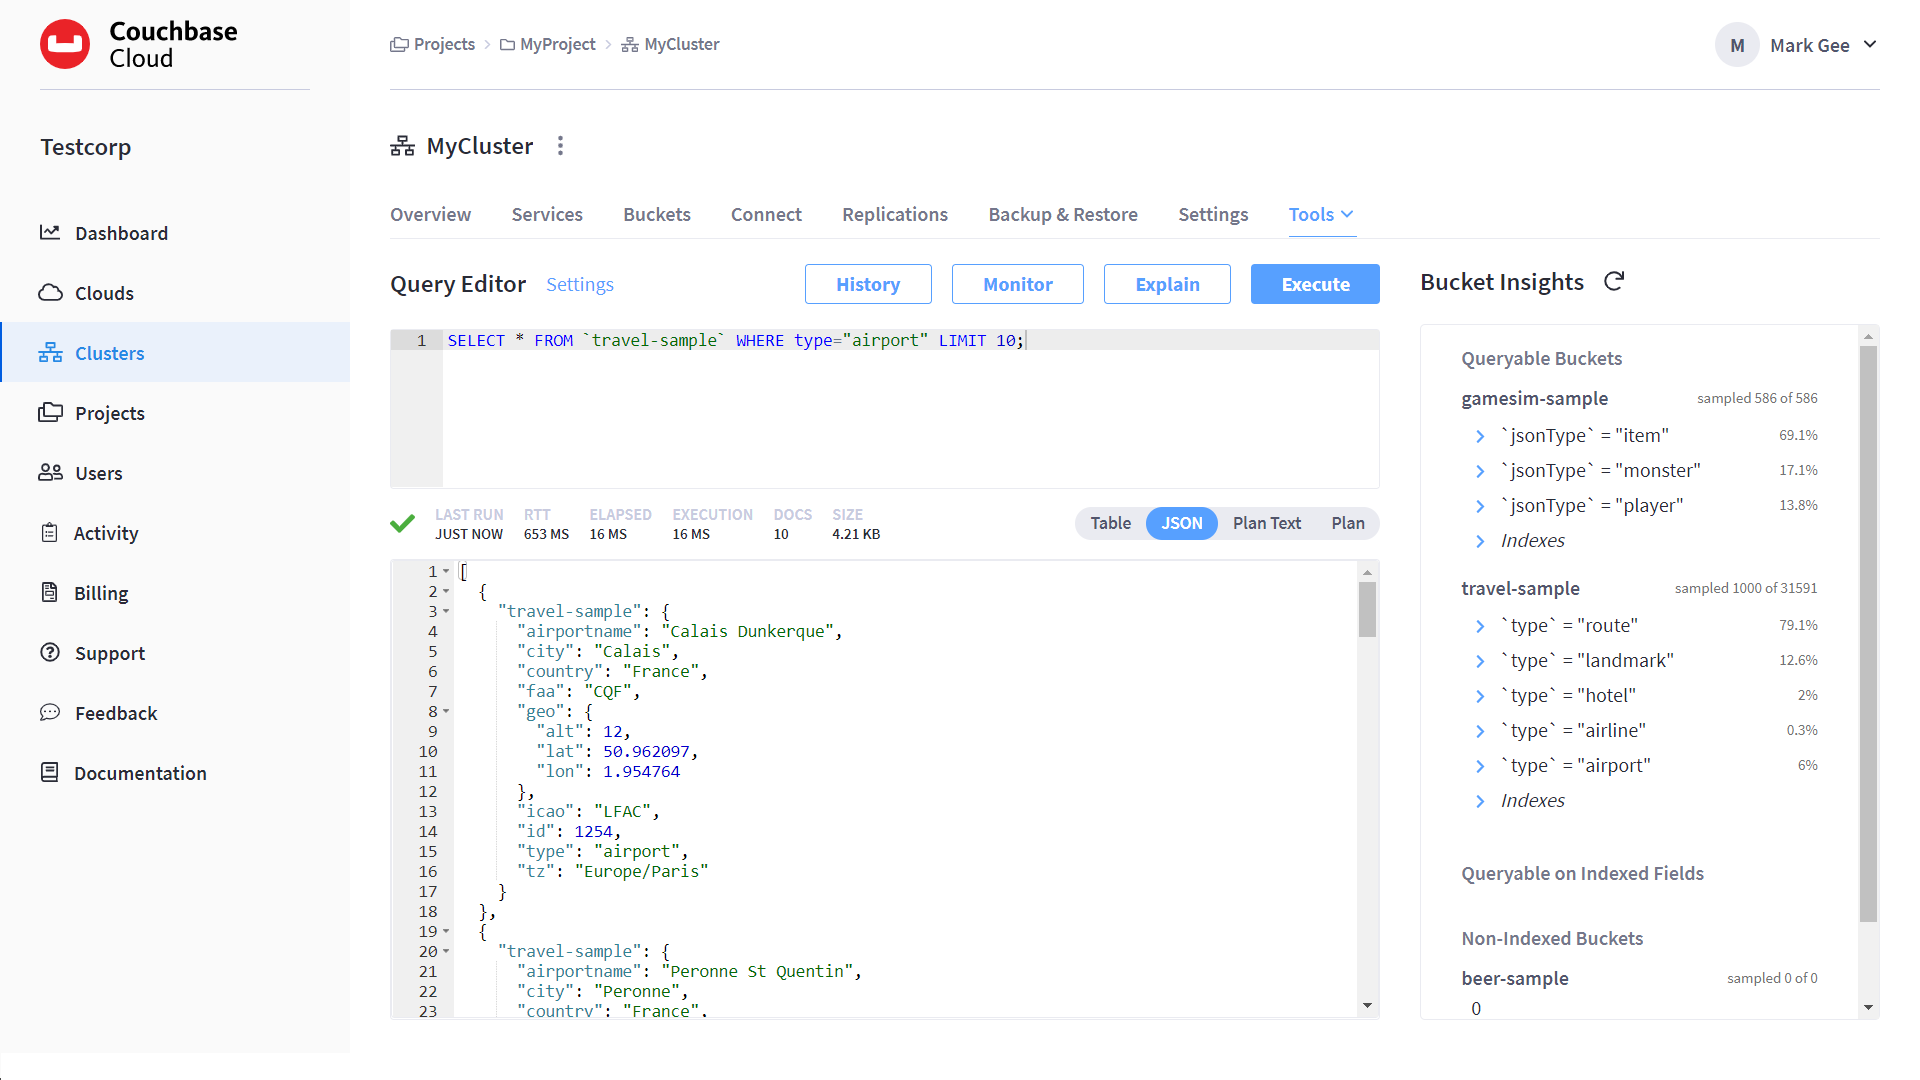 Couchbase
Cloud
Testcorp
Dashboard
Clouds
Clusters
Projects
Users
Activity
Billing
Support
Feedback
Documentation
Projects MyProject MyCluster
M Mark Gee
MyCluster
Overview Services Buckets Connect Replications Backup & Restore Settings Tools
Query Editor Settings History Monitor Explain Execute
1 SELECT * FROM `travel-sample` WHERE type="airport" LIMIT 10;
LAST RUN RTT ELAPSED EXECUTION DOCS SIZE
JUST NOW 653 MS 16 MS 16 MS 10 4.21 KB
Table JSON Plan Text Plan
1 [
2 {
3 "travel-sample": {
4 "airportname": "Calais Dunkerque",
5 "city": "Calais",
6 "country": "France",
7 "faa": "CQF",
8 "geo": {
9 "alt": 12,
10 "lat": 50.962097,
11 "lon": 1.954764
12 },
13 "icao": "LFAC",
14 "id": 1254,
15 "type": "airport",
16 "tz": "Europe/Paris"
17 }
18 },
19 {
20 "travel-sample": {
21 "airportname": "Peronne St Quentin",
22 "city": "Peronne",
23 "country": "France",
Bucket Insights
Queryable Buckets
gamesim-sample sampled 586 of 586
`jsonType` = "item" 69.1%
`jsonType` = "monster" 17.1%
`jsonType` = "player" 13.8%
Indexes
travel-sample sampled 1000 of 31591
`type` = "route" 79.1%
`type` = "landmark" 12.6%
`type` = "hotel" 2%
`type` = "airline" 0.3%
`type` = "airport" 6%
Indexes
Queryable on Indexed Fields
Non-Indexed Buckets
beer-sample sampled 0 of 0
0